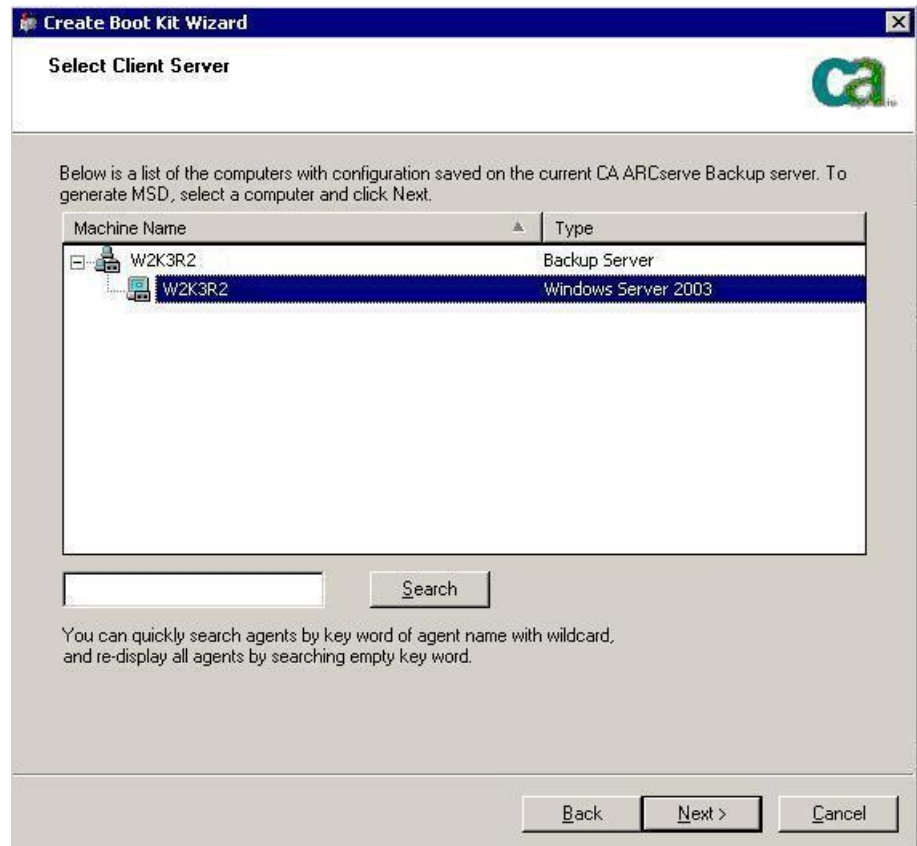 Create Boot Kit Wizard
Select Client Server
ca
Below is a list of the computers with configuration saved on the current CA ARCserve Backup server. To
generate MSD, select a computer and click Next.
Machine Name Type
W2K3R2 Backup Server
W2K3R2 Windows Server 2003
Search
You can quickly search agents by key word of agent name with wildcard,
and re-display all agents by searching empty key word.
Back Next > Cancel